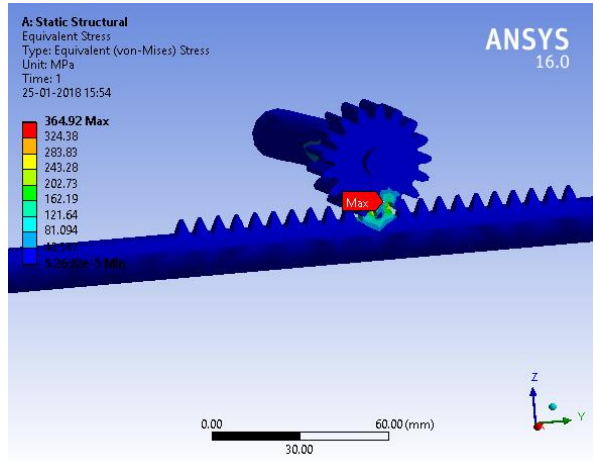 A: Static Structural
Equivalent Stress
Type: Equivalent (von-Mises) Stress
Unit: MPa
Time: 1
25-01-2018 15:54
ANSYS
16.0
364.92 Max
324.38
283.83
243.28
202.73
162.19
121.64
81.094
Min
Max
0.00
60.00 (mm)
30.00
Z
Y